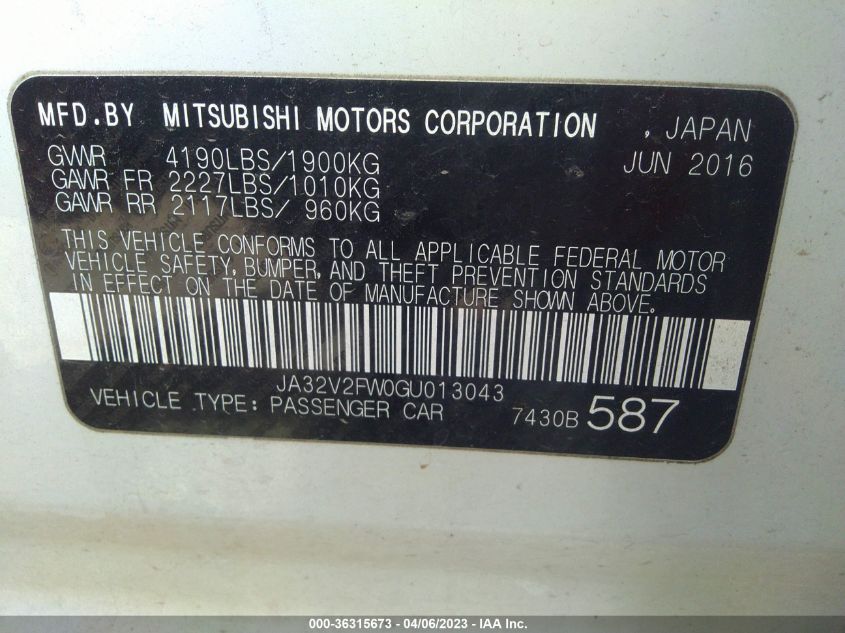 MFD.BY MITSUBISHI MOTORS CORPORATION , JAPAN
GVWR 4190LBS/1900KG JUN 2016
GAWR FR 2227LBS/1010KG
GAWR RR 2117LBS/ 960KG
THIS VEHICLE CONFORMS TO ALL APPLICABLE FEDERAL MOTOR
VEHICLE SAFETY, BUMPER, AND THEFT PREVENTION STANDARDS
IN EFFECT ON THE DATE OF MANUFACTURE SHOWN ABOVE.
JA32V2FW0GU013043
VEHICLE TYPE: PASSENGER CAR 7430B 587
000-36315673 - 04/06/2023 - IAA Inc.